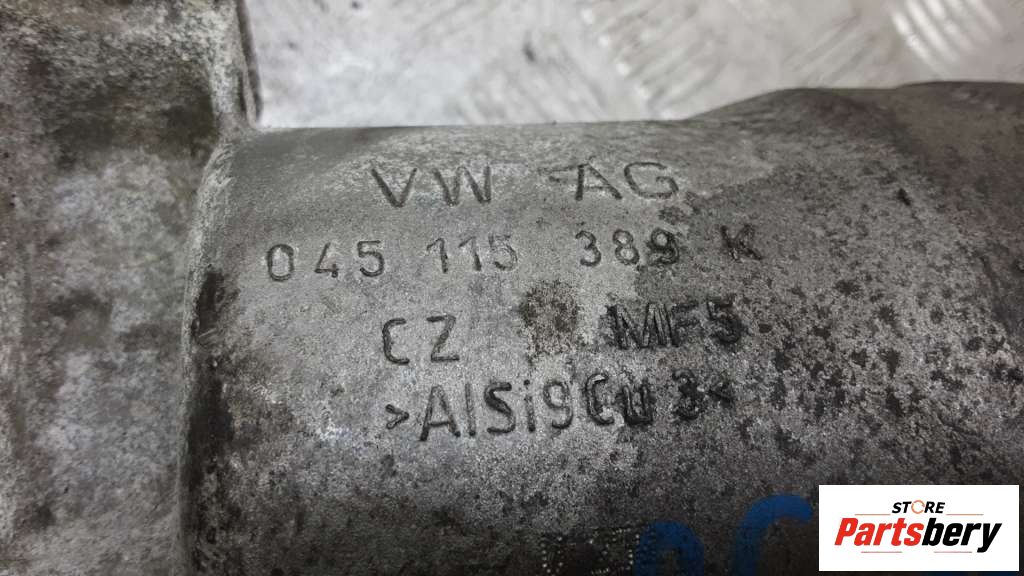 VW AG
045 115 389 K
CZ MF5
>AlSi9Cu3<
STORE
Partsbery